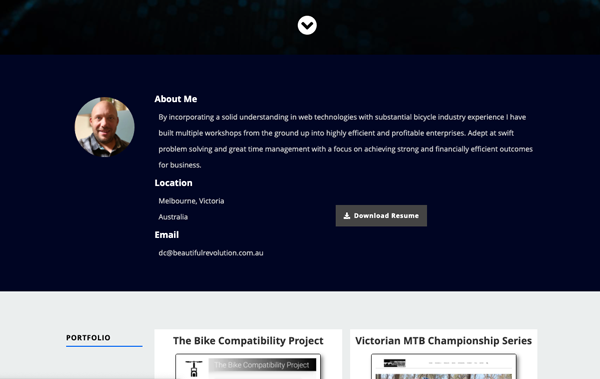 About Me
By incorporating a solid understanding in web technologies with substantial bicycle industry experience I have
built multiple workshops from the ground up into highly efficient and profitable enterprises. Adept at swift
problem solving and great time management with a focus on achieving strong and financially efficient outcomes
for business.
Location
Melbourne, Victoria
Australia
Download Resume
Email
dc@beautifulrevolution.com.au
PORTFOLIO
The Bike Compatibility Project
The Bike Compatibility Project
Victorian MTB Championship Series